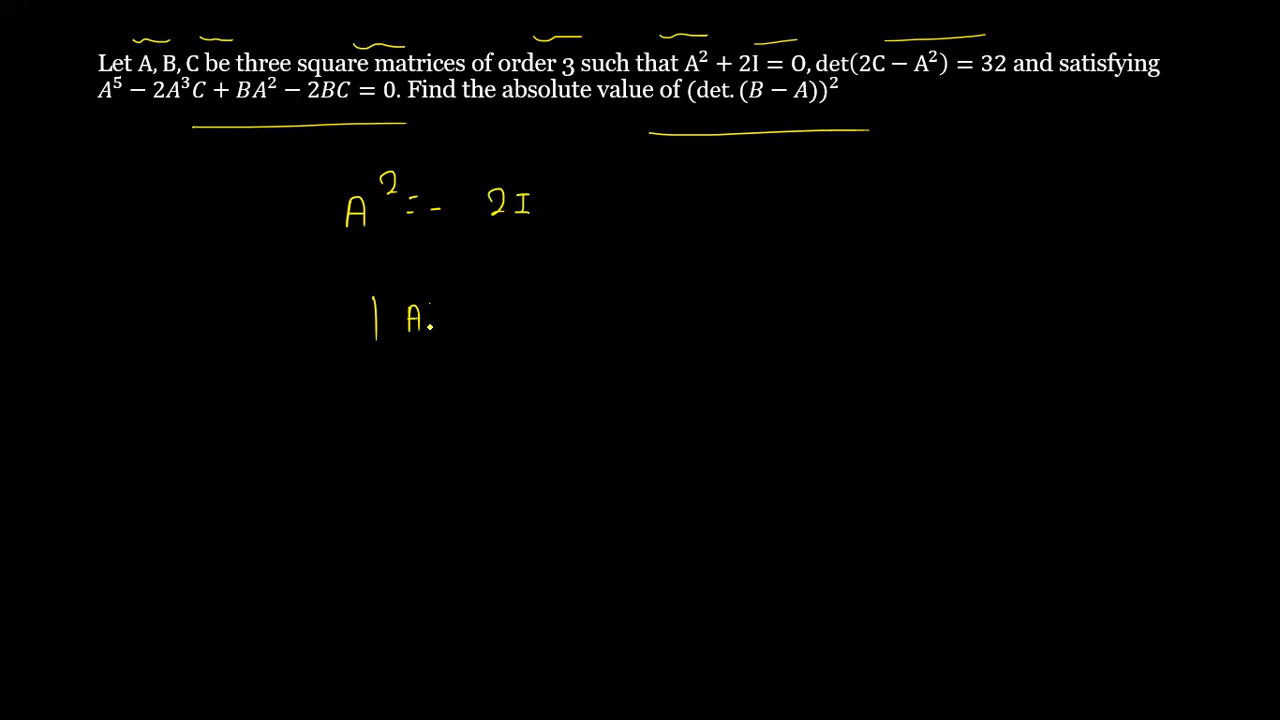 Let A, B, C be three square matrices of order 3 such that A² + 2I = O, det(2C − A²) = 32 and satisfying
A⁵ − 2A³C + BA² − 2BC = 0. Find the absolute value of (det. (B − A))²
A² = - 2I
| A